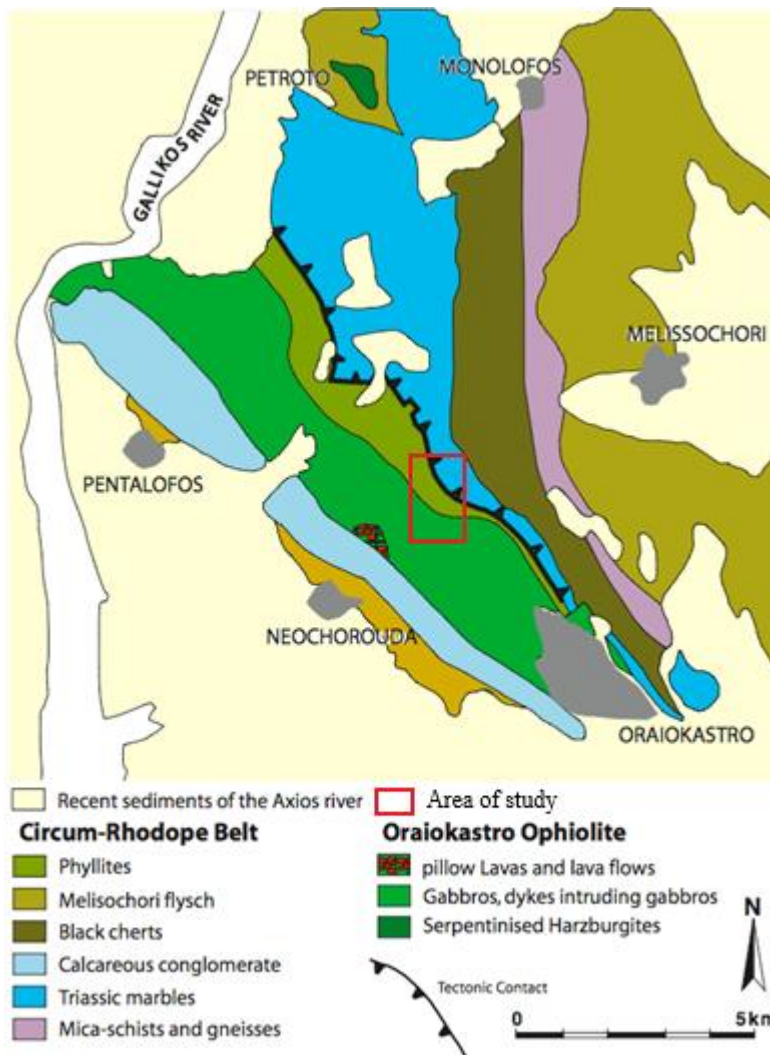 PETROTO
MONOLOFOS
GALLIKOS RIVER
MELISSOCHORI
PENTALOFOS
NEOCHOROUDA
ORAIOKASTRO
Recent sediments of the Axios river
Area of study
Circum-Rhodope Belt
Phyllites
Melisochori flysch
Black cherts
Calcareous conglomerate
Triassic marbles
Mica-schists and gneisses
Oraiokastro Ophiolite
pillow Lavas and lava flows
Gabbros, dykes intruding gabbros
Serpentinised Harzburgites
Tectonic Contact
N
0 5km